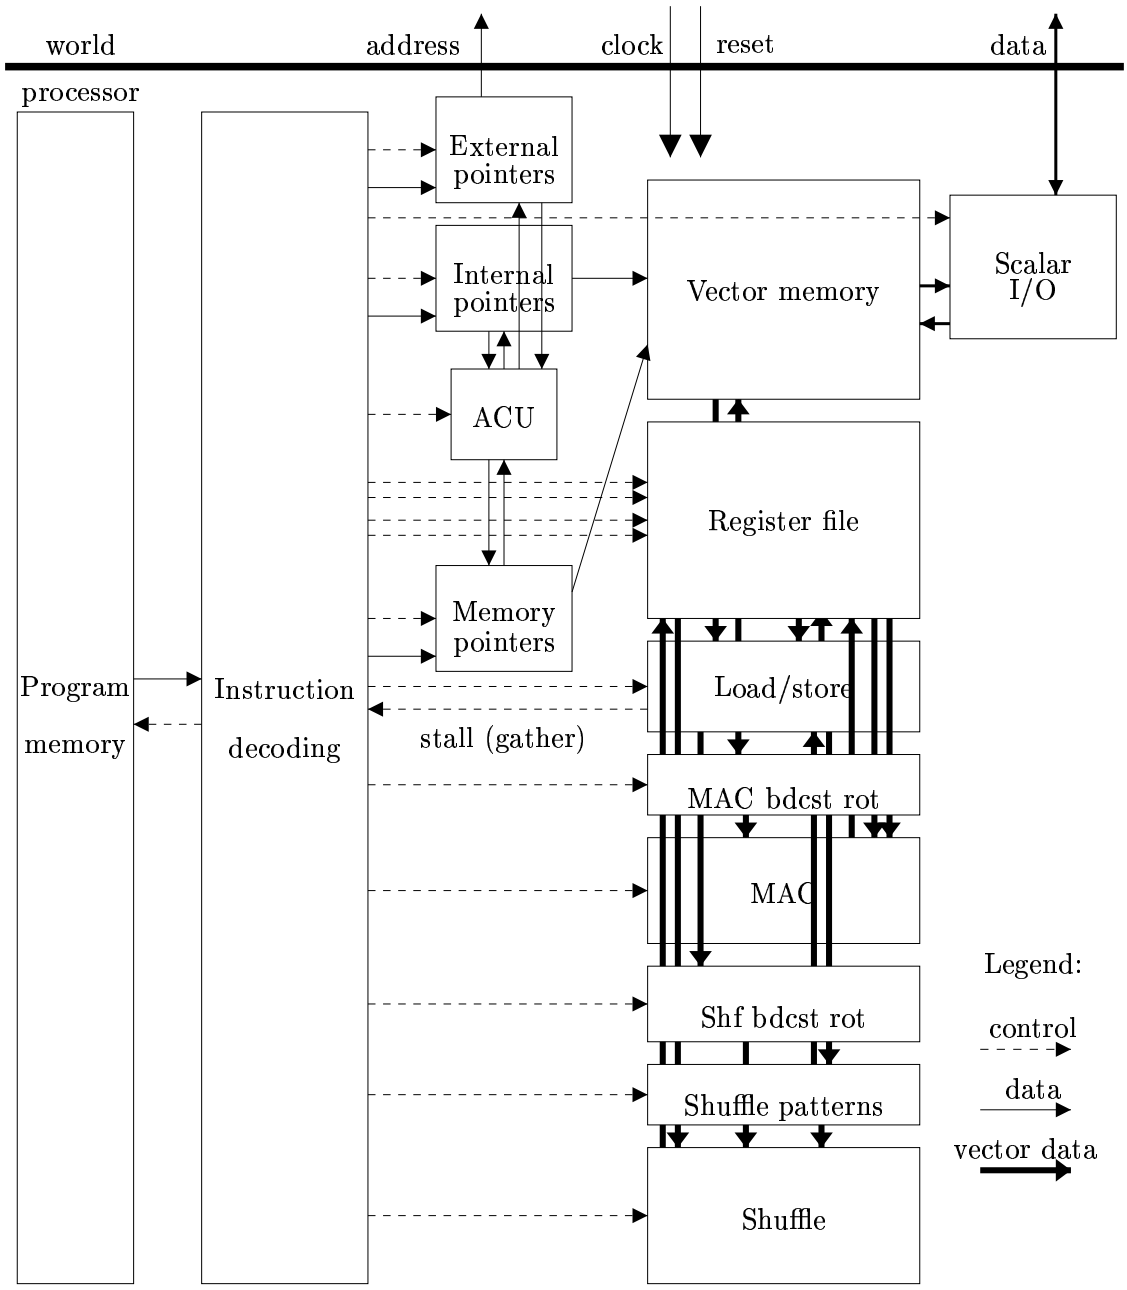 world
address
clock
reset
data
processor
External
pointers
Internal
pointers
Vector memory
Scalar
I/O
ACU
Register file
Memory
pointers
Program
memory
Instruction
decoding
Load/store
stall (gather)
MAC bdcst rot
MAC
Shf bdcst rot
Shuffle patterns
Shuffle
Legend:
control
data
vector data